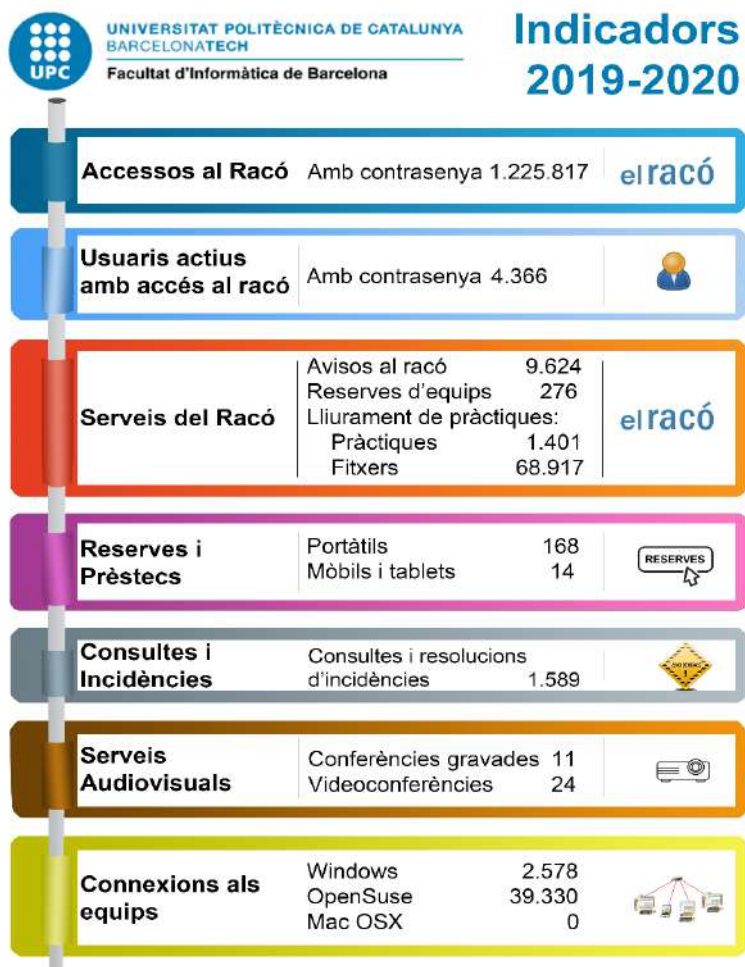 UNIVERSITAT POLITÈCNICA DE CATALUNYA
BARCELONATECH
Facultat d'Informàtica de Barcelona
UPC
Indicadors
2019-2020
Accessos al Racó
Amb contrasenya 1.225.817
el racó
Usuaris actius
amb accés al racó
Amb contrasenya 4.366
Serveis del Racó
Avisos al racó 9.624
Reserves d'equips 276
Lliurament de pràctiques:
Pràctiques 1.401
Fitxers 68.917
el racó
Reserves i
Prèstecs
Portàtils 168
Mòbils i tablets 14
RESERVES
Consultes i
Incidències
Consultes i resolucions
d'incidències 1.589
Serveis
Audiovisuals
Conferències gravades 11
Videoconferències 24
Connexions als
equips
Windows 2.578
OpenSuse 39.330
Mac OSX 0